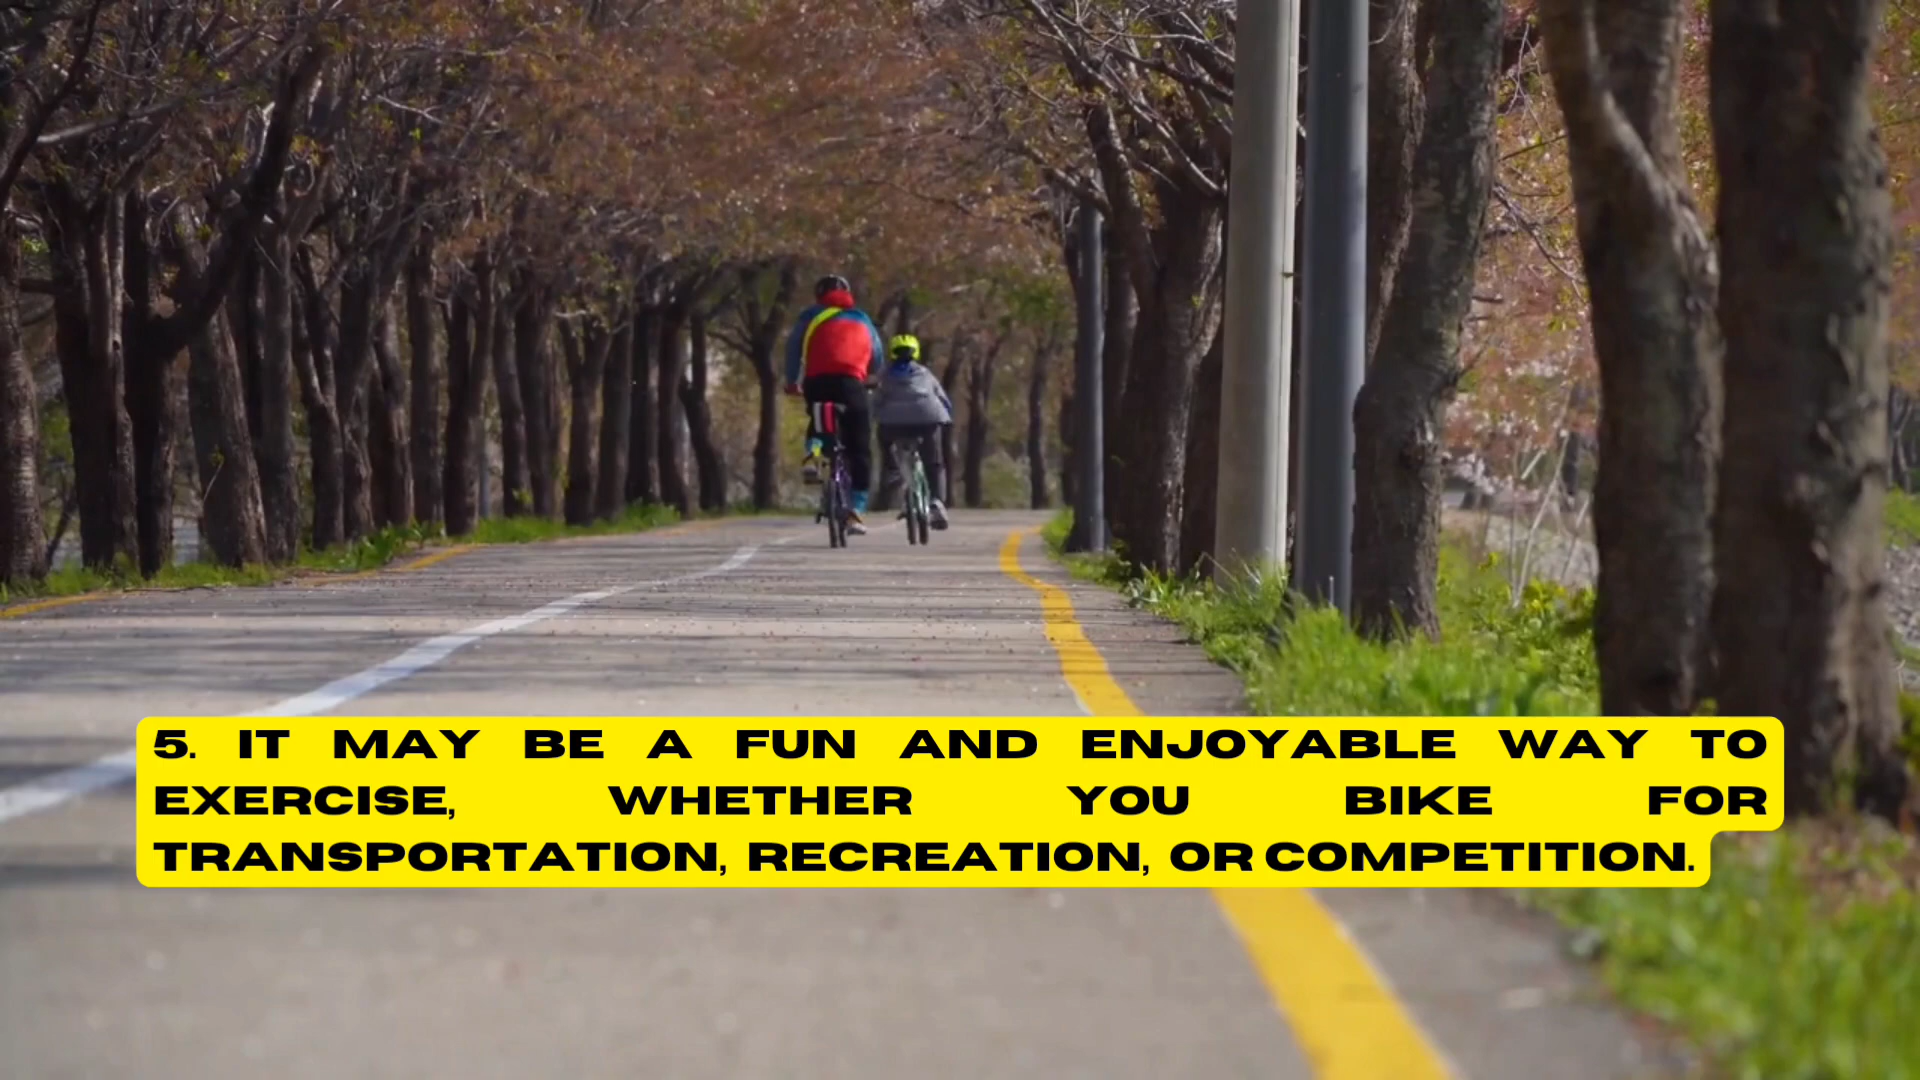 5. IT MAY BE A FUN AND ENJOYABLE WAY TO
EXERCISE, WHETHER YOU BIKE FOR
TRANSPORTATION, RECREATION, OR COMPETITION.